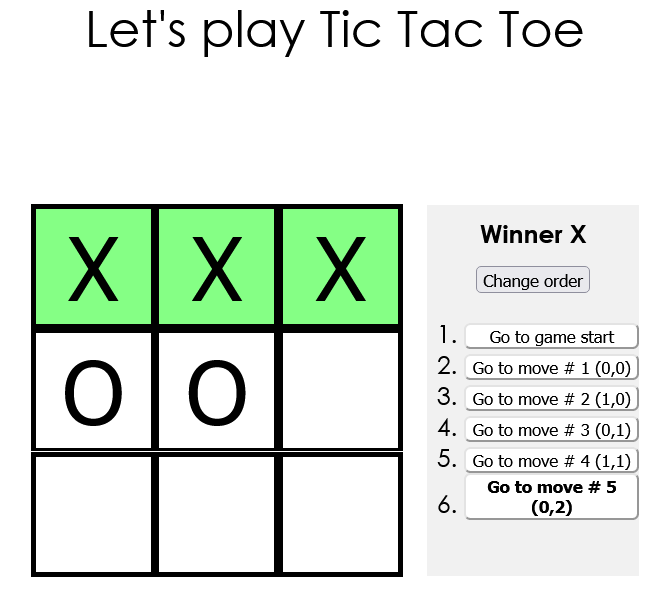 Let's play Tic Tac Toe
X X X
O O
Winner X
Change order
1. Go to game start
2. Go to move # 1 (0,0)
3. Go to move # 2 (1,0)
4. Go to move # 3 (0,1)
5. Go to move # 4 (1,1)
6. Go to move # 5
(0,2)